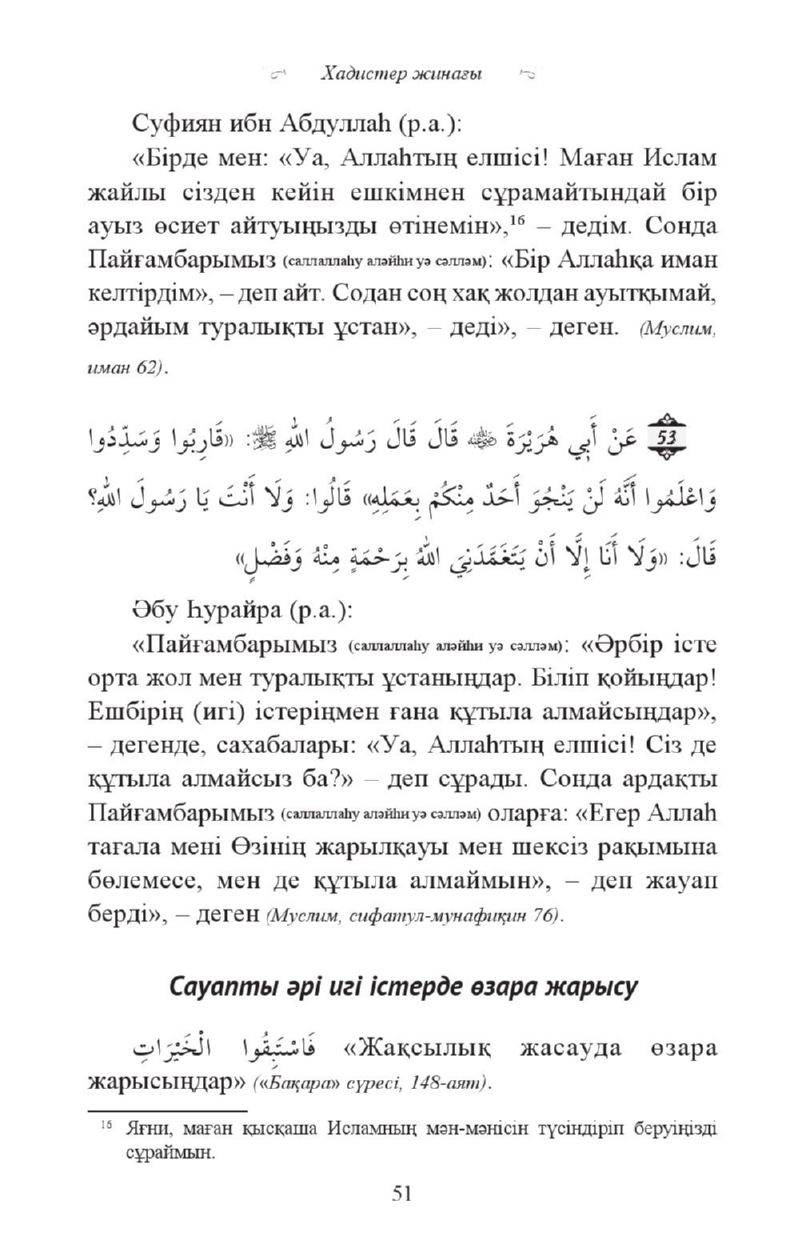 Хадистер жинағы
Суфиян ибн Абдуллаһ (р.а.):
«Бірде мен: «Уа, Аллаһтың елшісі! Маған Ислам
жайлы сізден кейін ешкімнен сұрамайтындай бір
ауыз өсиет айтуыңызды өтінемін»,¹⁶ – дедім. Сонда
Пайғамбарымыз (саллаллаһу аләйһи уә сәлләм): «Бір Аллаһқа иман
келтірдім», – деп айт. Содан соң хақ жолдан ауытқымай,
әрдайым туралықты ұстан», – деді», – деген. (Муслим,
иман 62).
53 عَنْ أَبِي هُرَيْرَةَ ﵁ قَالَ قَالَ رَسُولُ اللهِ ﷺ: «قَارِبُوا وَسَدِّدُوا
وَاعْلَمُوا أَنَّهُ لَنْ يَنْجُوَ أَحَدٌ مِنْكُمْ بِعَمَلِهِ» قَالُوا: وَلَا أَنْتَ يَا رَسُولَ اللهِ؟
قَالَ: «وَلَا أَنَا إِلَّا أَنْ يَتَغَمَّدَنِيَ اللهُ بِرَحْمَةٍ مِنْهُ وَفَضْلٍ»
Әбу Һурайра (р.а.):
«Пайғамбарымыз (саллаллаһу аләйһи уә сәлләм): «Әрбір істе
орта жол мен туралықты ұстаныңдар. Біліп қойыңдар!
Ешбірің (игі) істеріңмен ғана құтыла алмайсыңдар»,
– дегенде, сахабалары: «Уа, Аллаһтың елшісі! Сіз де
құтыла алмайсыз ба?» – деп сұрады. Сонда ардақты
Пайғамбарымыз (саллаллаһу аләйһи уә сәлләм) оларға: «Егер Аллаһ
тағала мені Өзінің жарылқауы мен шексіз рақымына
бөлемесе, мен де құтыла алмаймын», – деп жауап
берді», – деген (Муслим, сифатул-мунафиқин 76).
Сауапты әрі игі істерде өзара жарысу
فَاسْتَبِقُوا الْخَيْرَاتِ «Жақсылық жасауда өзара
жарысыңдар» («Бақара» сүресі, 148-аят).
¹⁶ Яғни, маған қысқаша Исламның мән-мәнісін түсіндіріп беруіңізді
сұраймын.
51